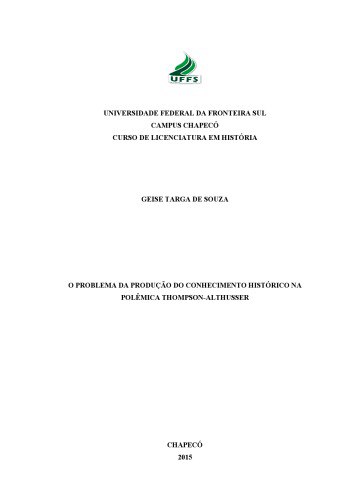 UFFS
UNIVERSIDADE FEDERAL DA FRONTEIRA SUL
CAMPUS CHAPECÓ
CURSO DE LICENCIATURA EM HISTÓRIA
GEISE TARGA DE SOUZA
O PROBLEMA DA PRODUÇÃO DO CONHECIMENTO HISTÓRICO NA
POLÊMICA THOMPSON-ALTHUSSER
CHAPECÓ
2015